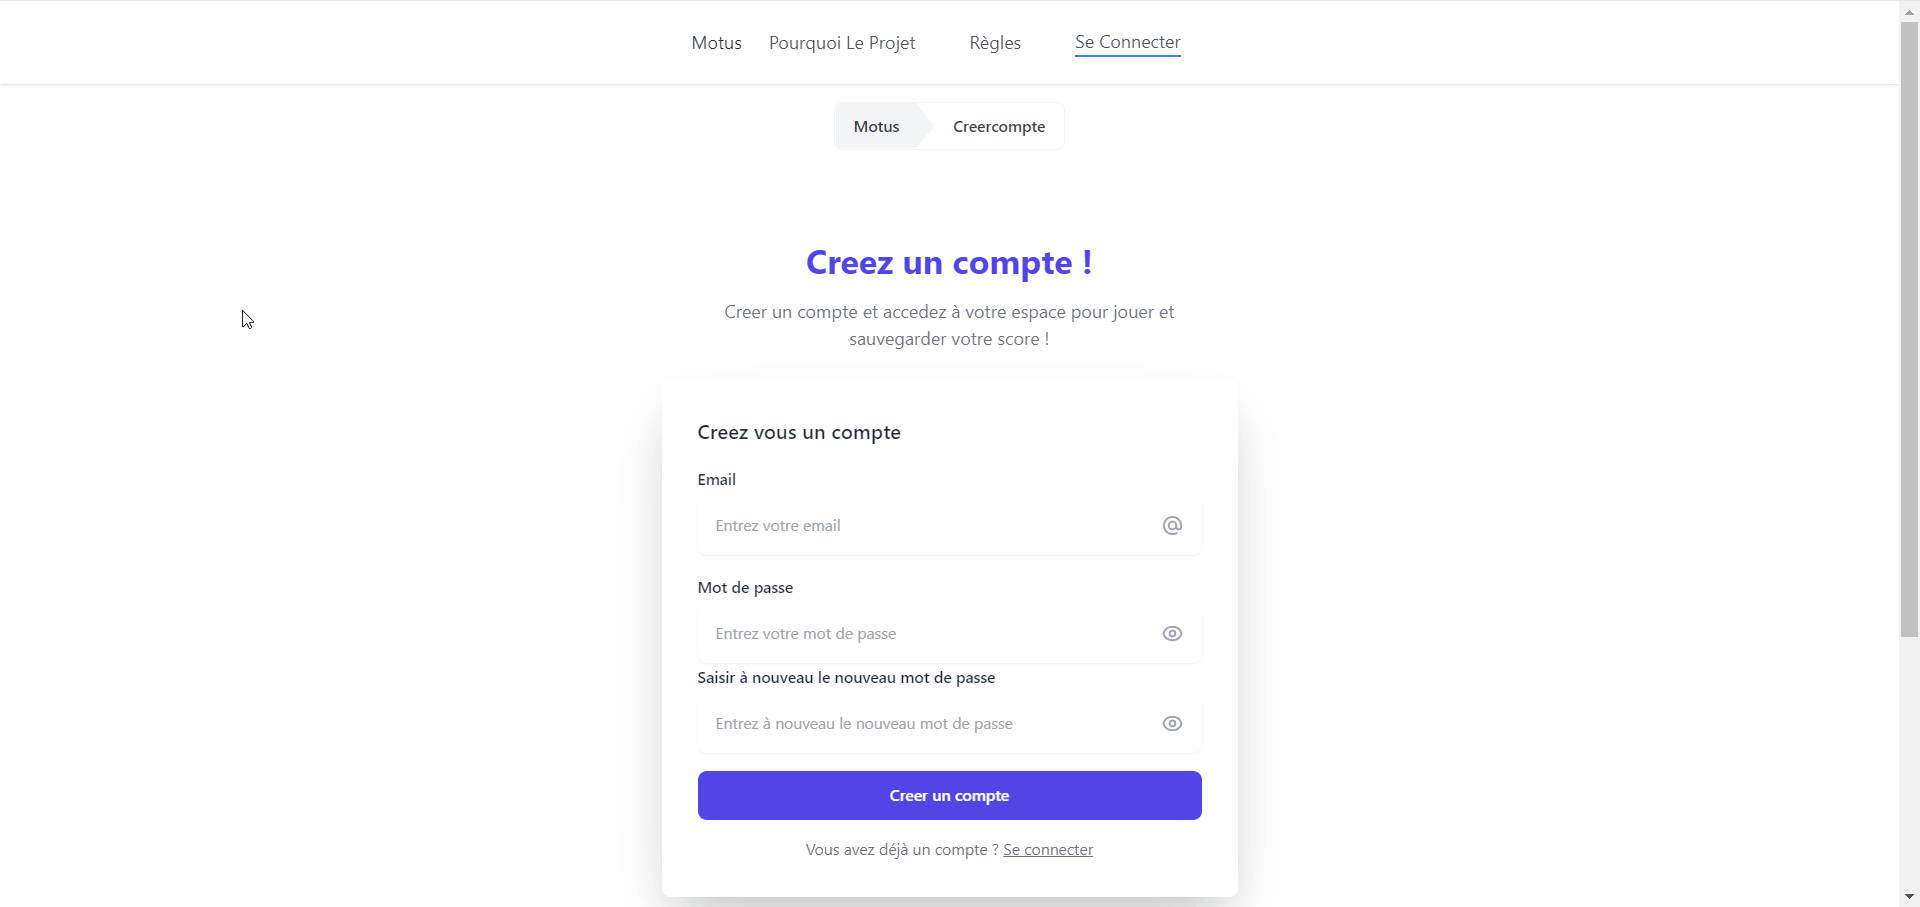 Motus Pourquoi Le Projet Règles Se Connecter
Motus Creercompte
Creez un compte !
Creer un compte et accedez à votre espace pour jouer et
sauvegarder votre score !
Creez vous un compte
Email
Entrez votre email
Mot de passe
Entrez votre mot de passe
Saisir à nouveau le nouveau mot de passe
Entrez à nouveau le nouveau mot de passe
Creer un compte
Vous avez déjà un compte ? Se connecter